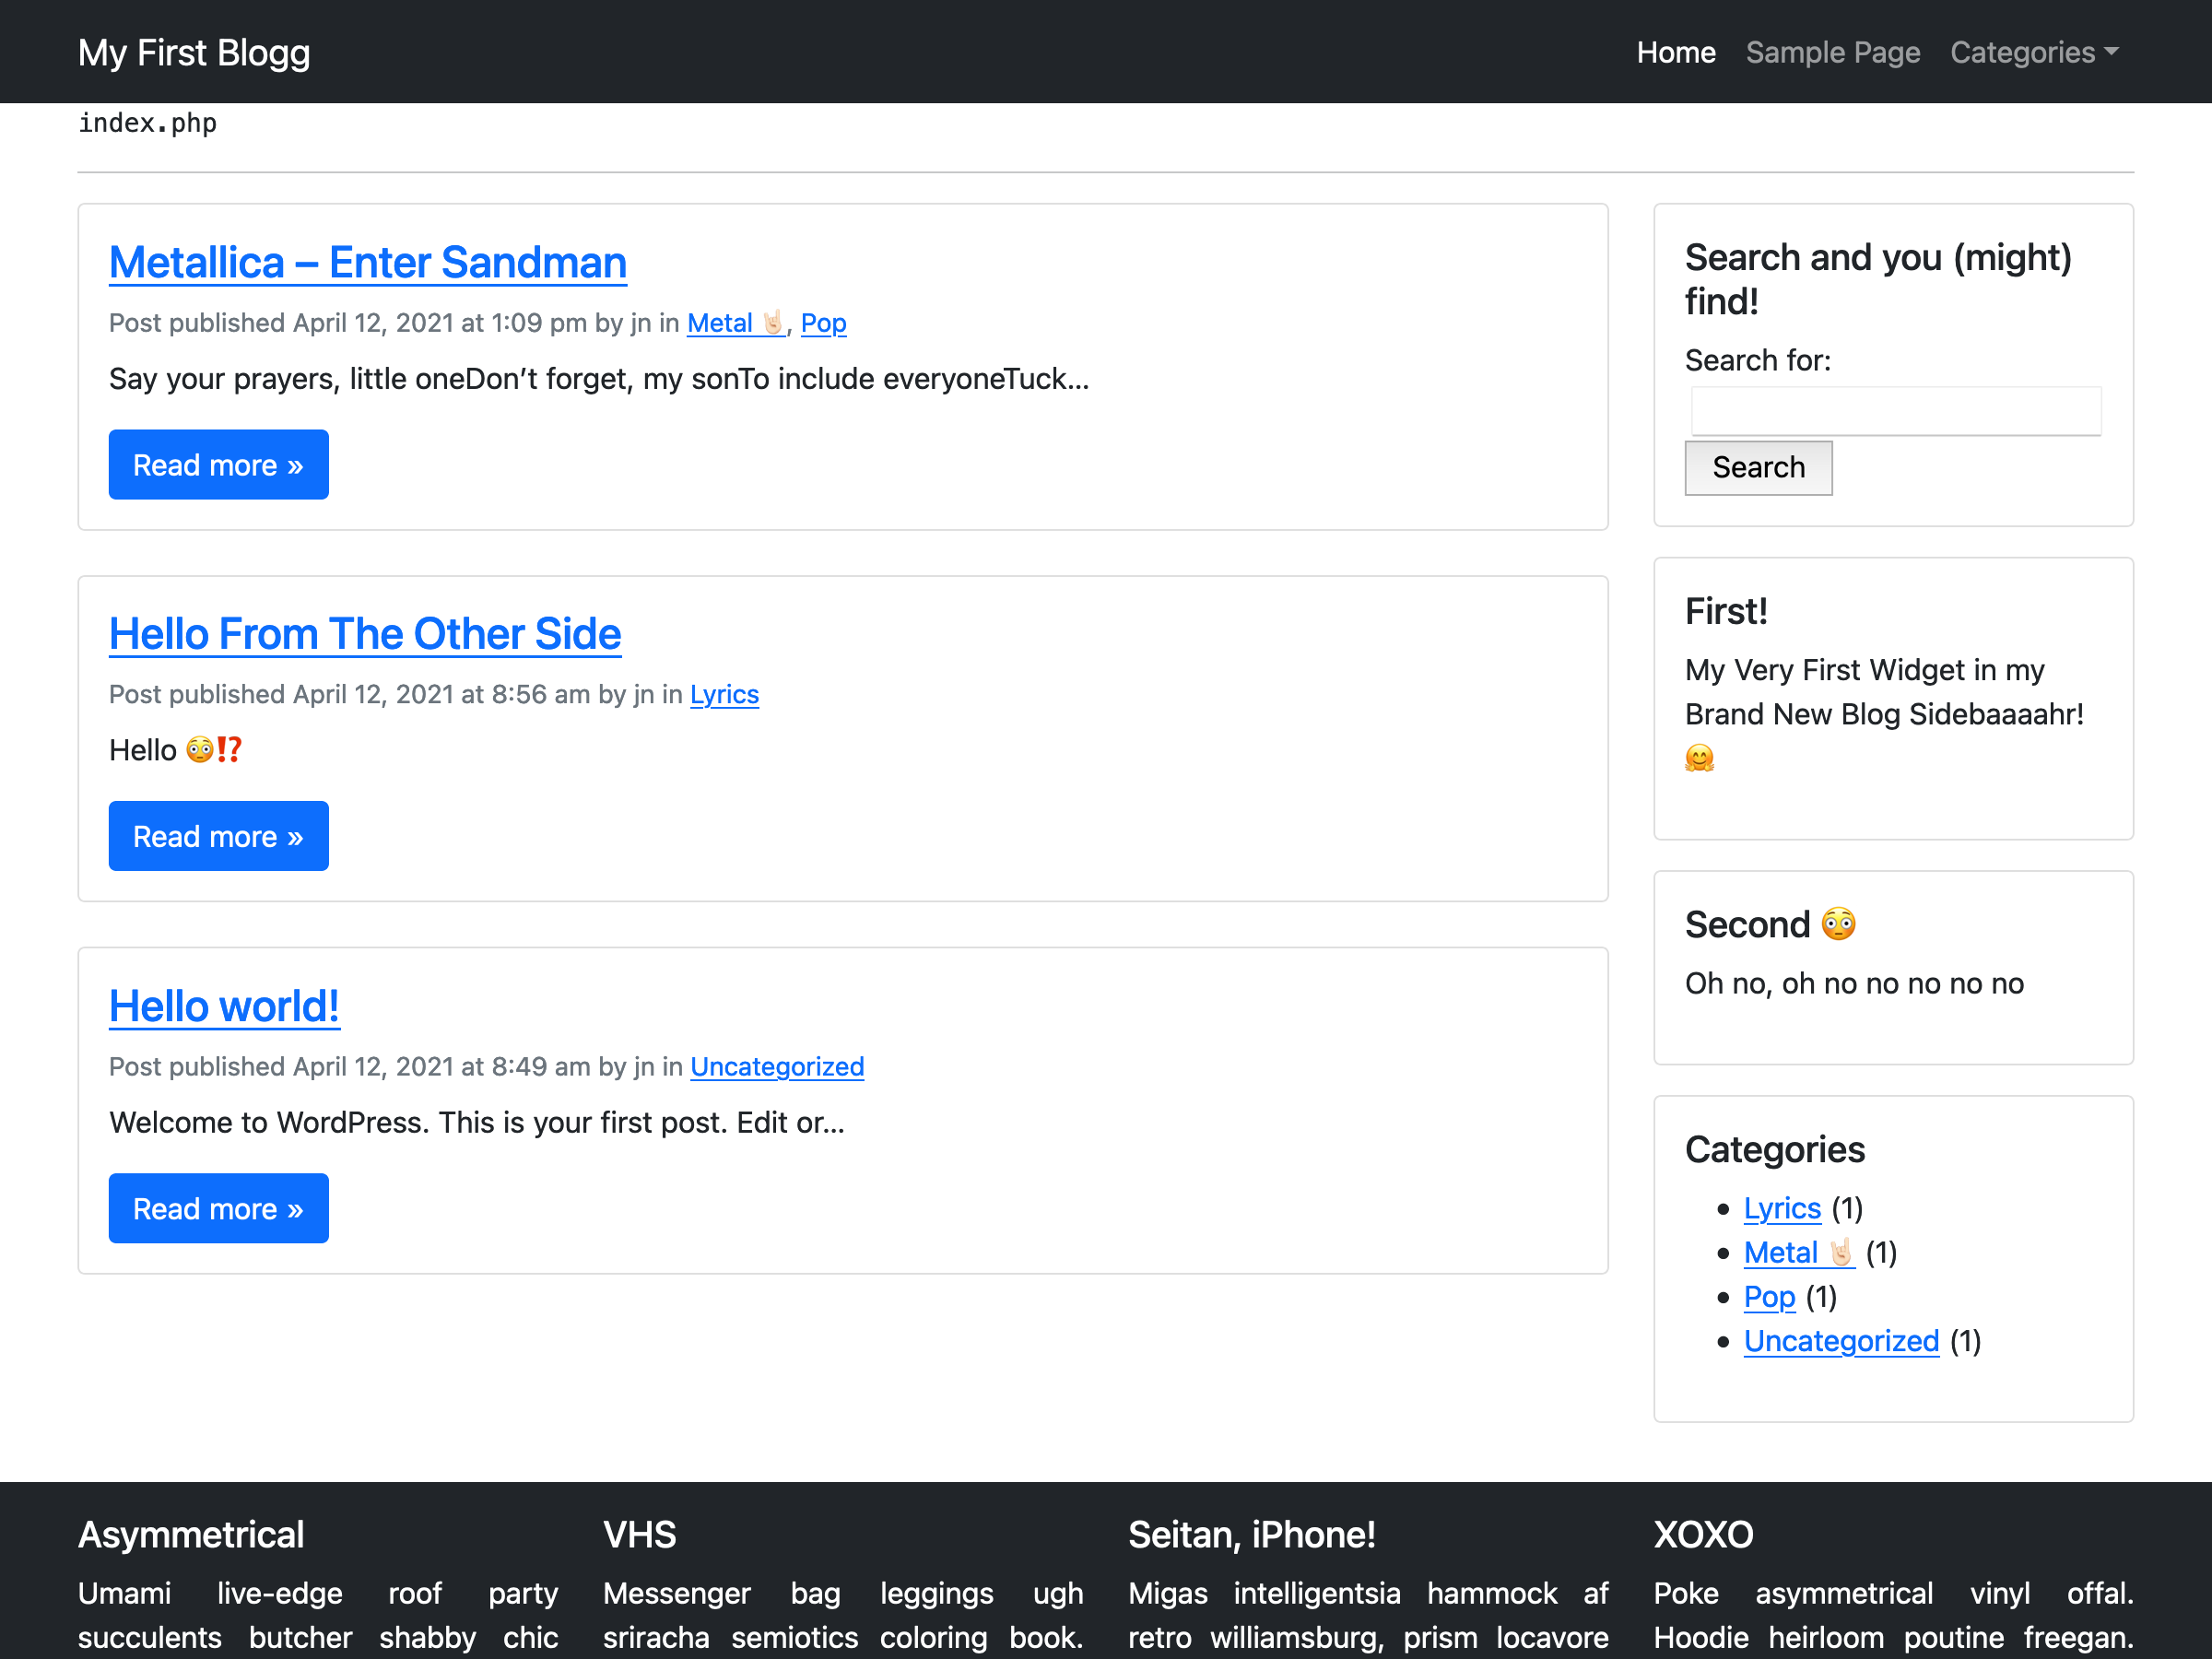 My First Blogg
Home Sample Page Categories
index.php
Metallica – Enter Sandman
Post published April 12, 2021 at 1:09 pm by jn in Metal 🤘🏻, Pop
Say your prayers, little oneDon’t forget, my sonTo include everyoneTuck...
Read more »
Hello From The Other Side
Post published April 12, 2021 at 8:56 am by jn in Lyrics
Hello 😳⁉️
Read more »
Hello world!
Post published April 12, 2021 at 8:49 am by jn in Uncategorized
Welcome to WordPress. This is your first post. Edit or...
Read more »
Search and you (might)
find!
Search for:
Search
First!
My Very First Widget in my
Brand New Blog Sidebaaaahr!
🤗
Second 😳
Oh no, oh no no no no no
Categories
• Lyrics (1)
• Metal 🤘🏻 (1)
• Pop (1)
• Uncategorized (1)
Asymmetrical
Umami live-edge roof party
succulents butcher shabby chic
VHS
Messenger bag leggings ugh
sriracha semiotics coloring book.
Seitan, iPhone!
Migas intelligentsia hammock af
retro williamsburg, prism locavore
XOXO
Poke asymmetrical vinyl offal.
Hoodie heirloom poutine freegan.